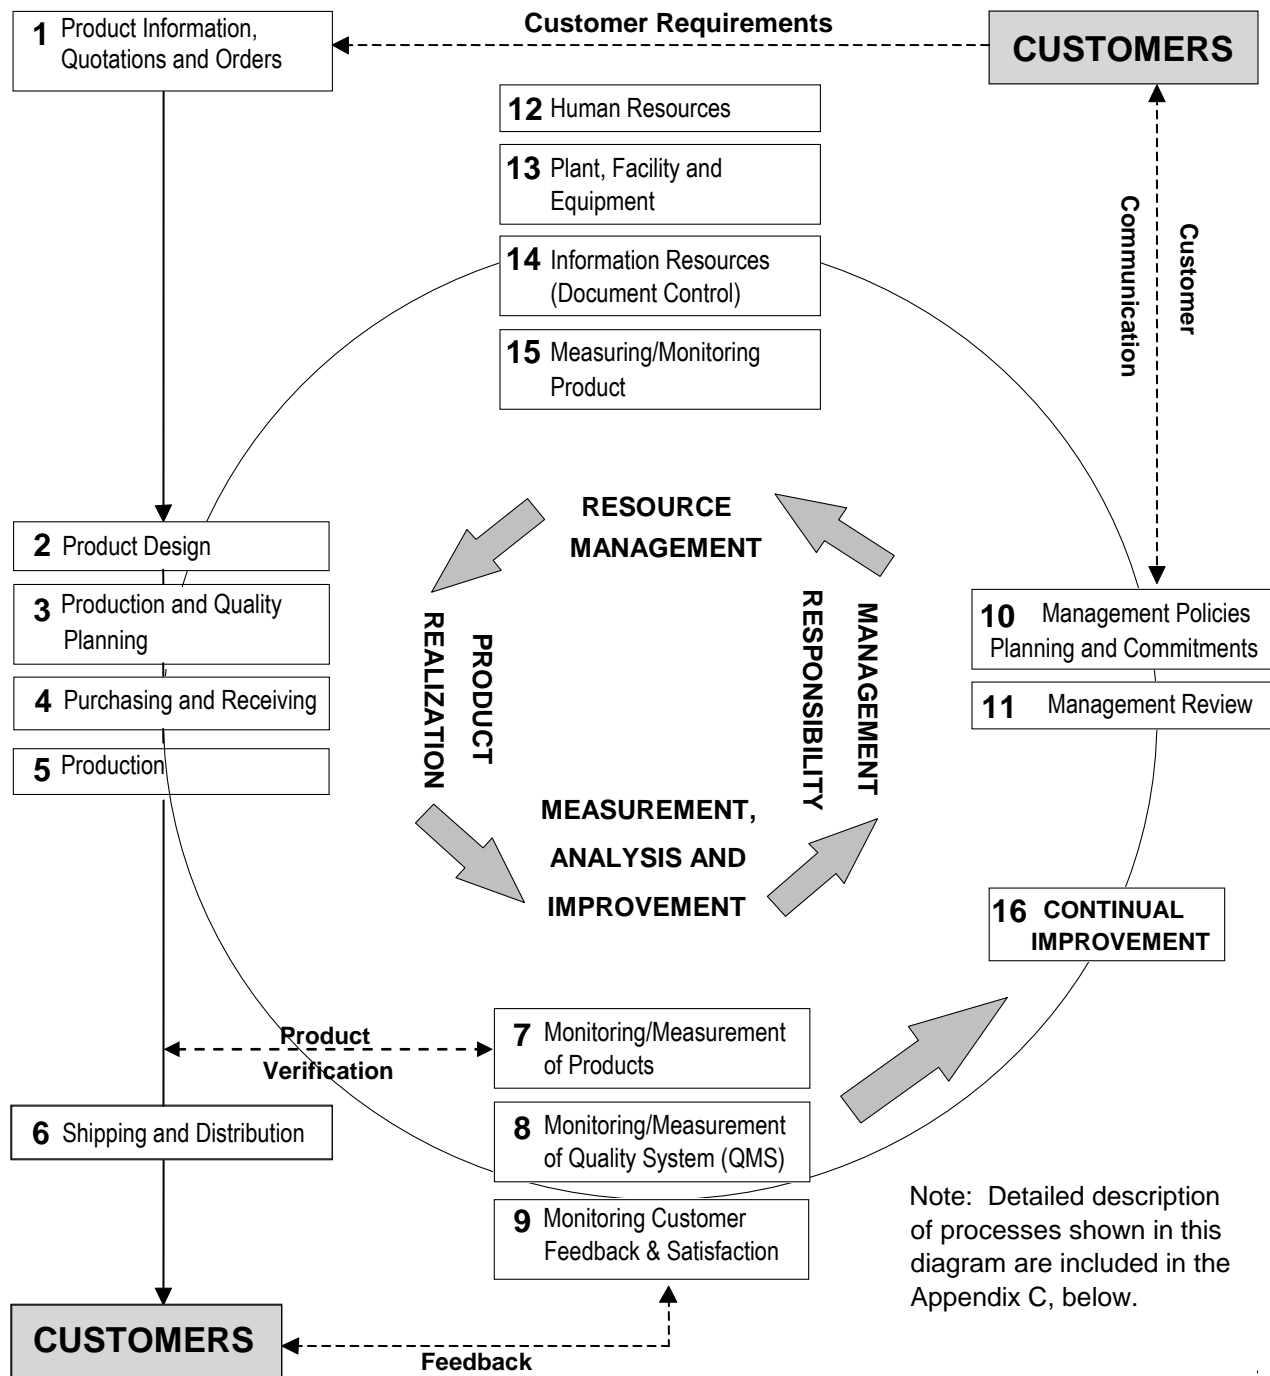 1 Product Information,
Quotations and Orders
Customer Requirements
CUSTOMERS
12 Human Resources
13 Plant, Facility and
Equipment
14 Information Resources
(Document Control)
15 Measuring/Monitoring
Product
Customer
Communication
2 Product Design
3 Production and Quality
Planning
4 Purchasing and Receiving
5 Production
RESOURCE
MANAGEMENT
PRODUCT
REALIZATION
MANAGEMENT
RESPONSIBILITY
MEASUREMENT,
ANALYSIS AND
IMPROVEMENT
10 Management Policies
Planning and Commitments
11 Management Review
16 CONTINUAL
IMPROVEMENT
Product
Verification
7 Monitoring/Measurement
of Products
6 Shipping and Distribution
8 Monitoring/Measurement
of Quality System (QMS)
9 Monitoring Customer
Feedback & Satisfaction
Note: Detailed description
of processes shown in this
diagram are included in the
Appendix C, below.
CUSTOMERS
Feedback